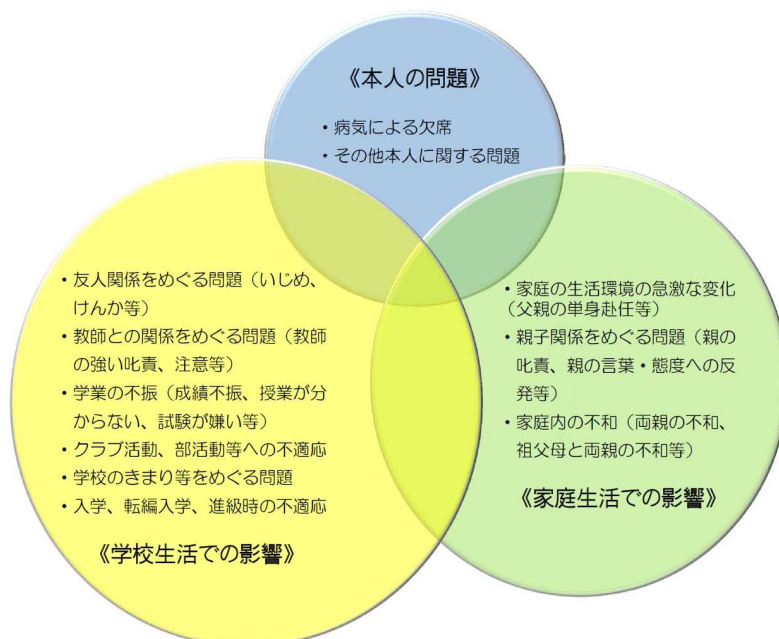 《本人の問題》
・病気による欠席
・その他本人に関する問題
・友人関係をめぐる問題（いじめ、
けんか等）
・教師との関係をめぐる問題（教師
の強い叱責、注意等）
・学業の不振（成績不振、授業が分
からない、試験が嫌い等）
・クラブ活動、部活動等への不適応
・学校のきまり等をめぐる問題
・入学、転編入学、進級時の不適応
《学校生活での影響》
・家庭の生活環境の急激な変化
（父親の単身赴任等）
・親子関係をめぐる問題（親の
叱責、親の言葉・態度への反
発等）
・家庭内の不和（両親の不和、
祖父母と両親の不和等）
《家庭生活での影響》